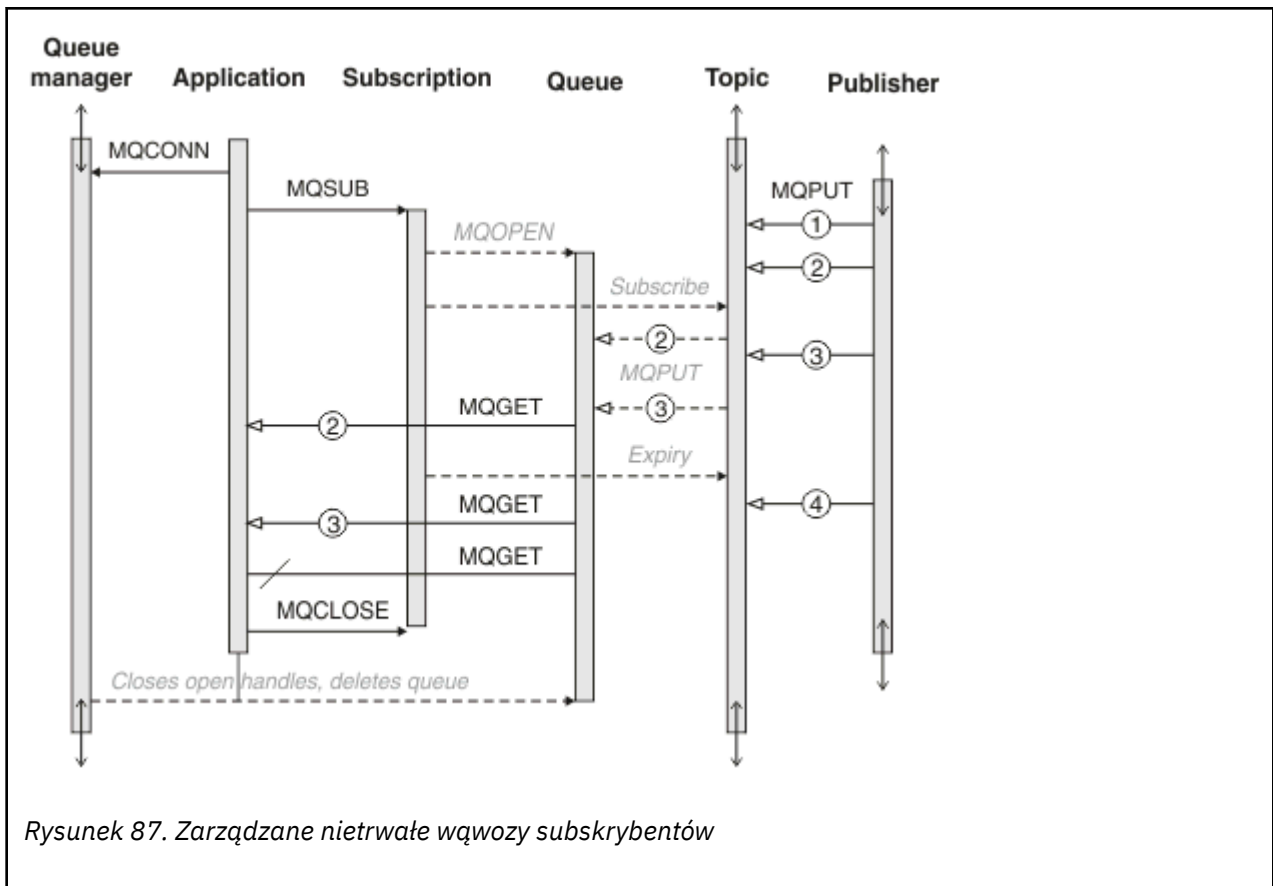 Queue manager
Application
Subscription
Queue
Topic
Publisher
MQCONN
MQSUB
MQPUT
1
MQOPEN
2
Subscribe
2
3
MQPUT
3
MQGET
2
Expiry
MQGET
4
3
MQGET
MQCLOSE
Closes open handles, deletes queue
Rysunek 87. Zarządzane nietrwałe wąwozy subskrybentów